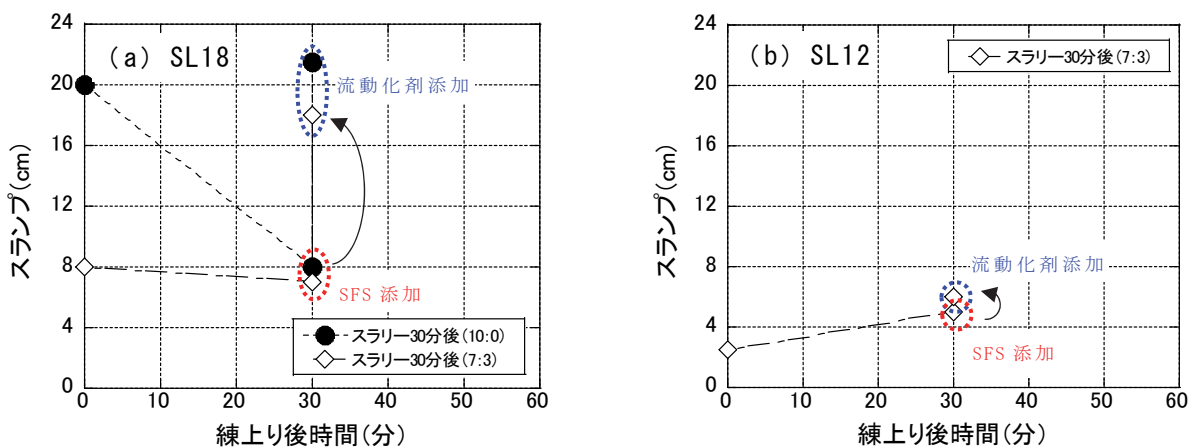 (a) SL18
スランプ(cm)
24
20
16
12
8
4
0
流動化剤添加
SFS 添加
スラリー30分後(10:0)
スラリー30分後(7:3)
0 10 20 30 40 50 60
練上り後時間(分)
(b) SL12
スラリー30分後(7:3)
スランプ(cm)
24
20
16
12
8
4
0
流動化剤添加
SFS 添加
0 10 20 30 40 50 60
練上り後時間(分)